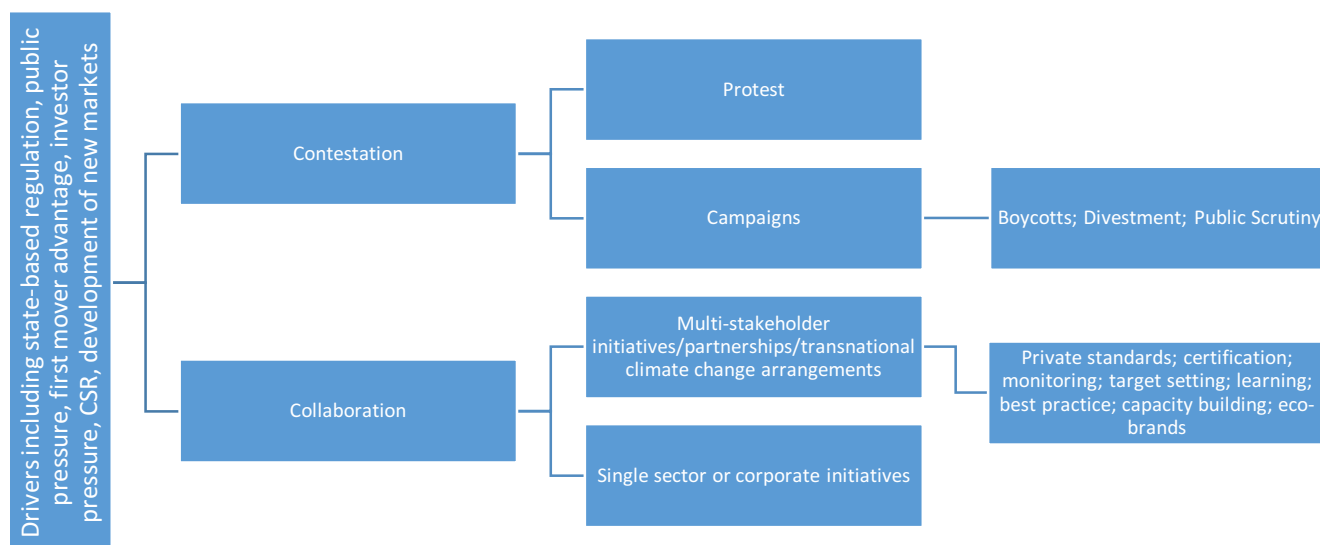 Drivers including state-based regulation, public
pressure, first mover advantage, investor
pressure, CSR, development of new markets
Contestation
Protest
Campaigns
Boycotts; Divestment; Public Scrutiny
Collaboration
Multi-stakeholder
initiatives/partnerships/transnational
climate change arrangements
Private standards; certification;
monitoring; target setting; learning;
best practice; capacity building; eco-
brands
Single sector or corporate initiatives